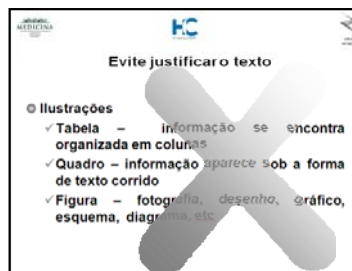 MEDICINA
HC
Evite justificar o texto
Ilustrações
Tabela – informação se encontra
organizada em colunas
Quadro – informação aparece sob a forma
de texto corrido
Figura – fotografia, desenho, gráfico,
esquema, diagrama, etc